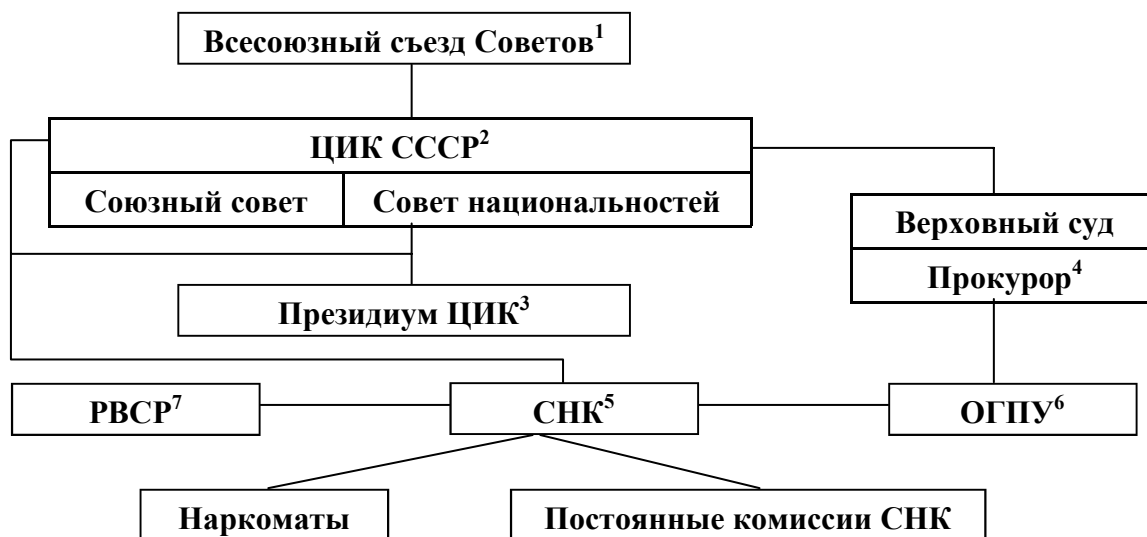 Всесоюзный съезд Советов¹
ЦИК СССР²
Союзный совет
Совет национальностей
Верховный суд
Прокурор⁴
Президиум ЦИК³
РВСР⁷
СНК⁵
ОГПУ⁶
Наркоматы
Постоянные комиссии СНК